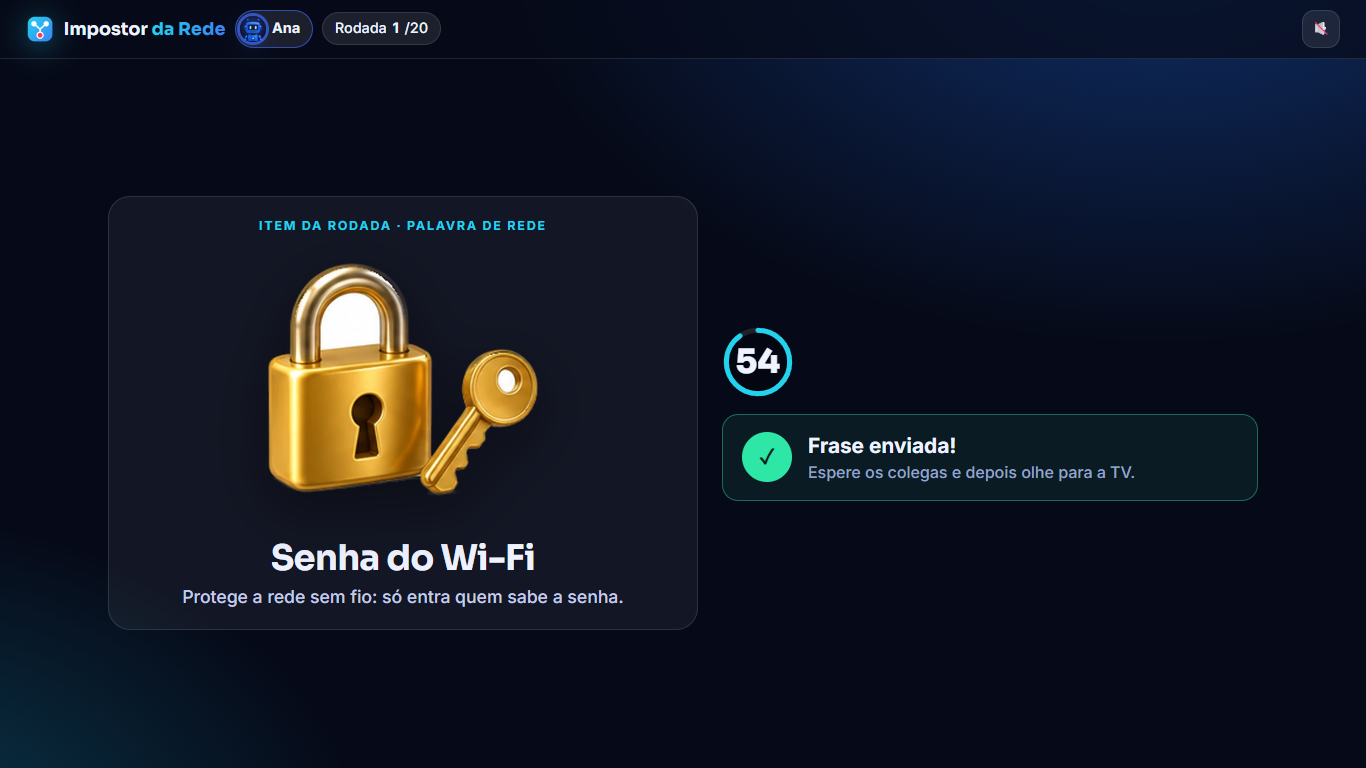 Impostor da Rede
Ana
Rodada 1 /20
ITEM DA RODADA · PALAVRA DE REDE
Senha do Wi-Fi
Protege a rede sem fio: só entra quem sabe a senha.
54
Frase enviada!
Espere os colegas e depois olhe para a TV.